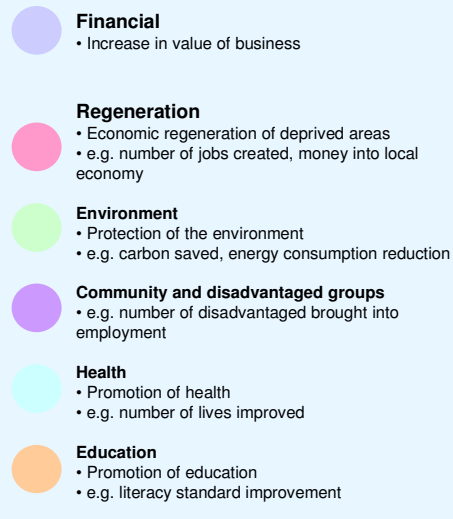 Financial
• Increase in value of business
Regeneration
• Economic regeneration of deprived areas
• e.g. number of jobs created, money into local
economy
Environment
• Protection of the environment
• e.g. carbon saved, energy consumption reduction
Community and disadvantaged groups
• e.g. number of disadvantaged brought into
employment
Health
• Promotion of health
• e.g. number of lives improved
Education
• Promotion of education
• e.g. literacy standard improvement